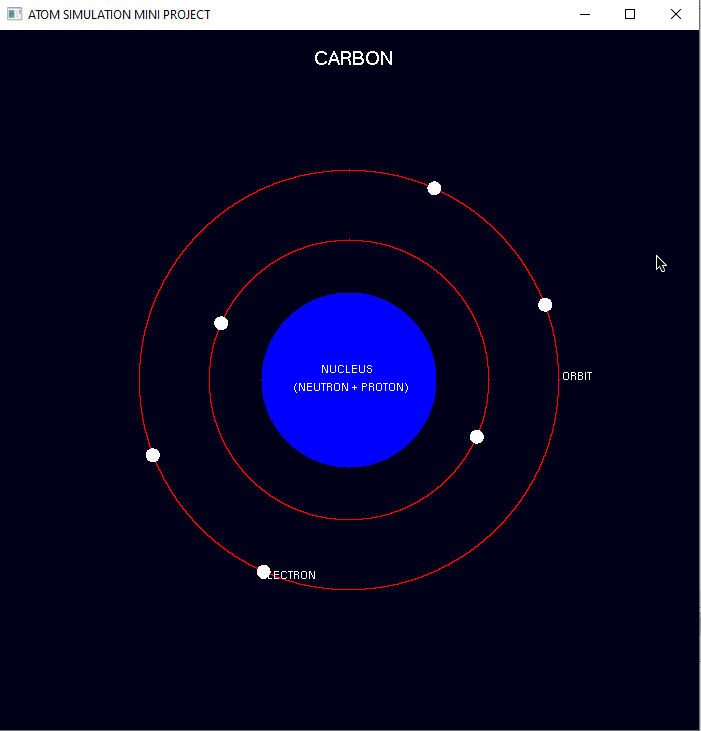 ATOM SIMULATION MINI PROJECT
CARBON
NUCLEUS
(NEUTRON + PROTON)
ORBIT
LECTRON